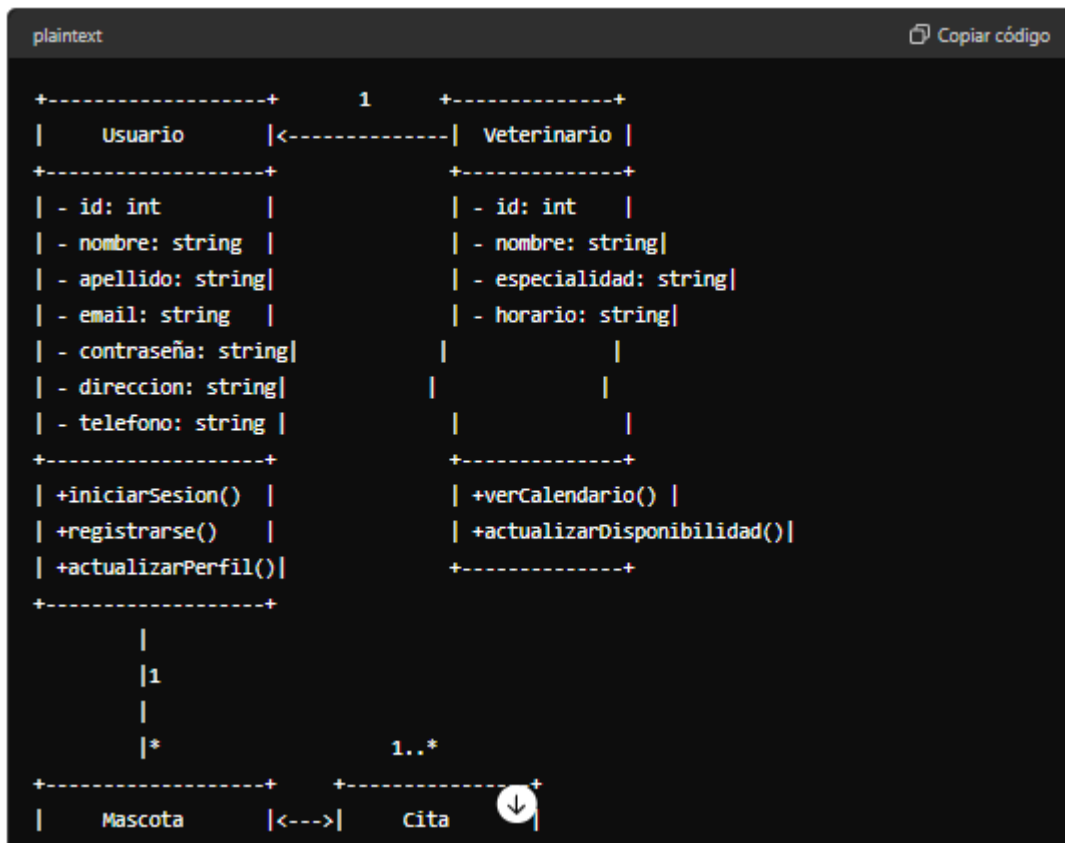 plaintext Copiar código
+-------------------+       1      +--------------+
|     Usuario       |<--------------|  Veterinario |
+-------------------+               +--------------+
| - id: int         |               | - id: int    |
| - nombre: string  |               | - nombre: string|
| - apellido: string|               | - especialidad: string|
| - email: string   |               | - horario: string|
| - contraseña: string|            |              |
| - direccion: string|            |              |
| - telefono: string |              |              |
+-------------------+               +--------------+
| +iniciarSesion()  |               | +verCalendario() |
| +registrarse()    |               | +actualizarDisponibilidad()|
| +actualizarPerfil()|              +--------------+
+-------------------+
         |
         |1
         |
         |*                    1..*
+-------------------+     +----------------+
|     Mascota       |<--->|     Cita       |